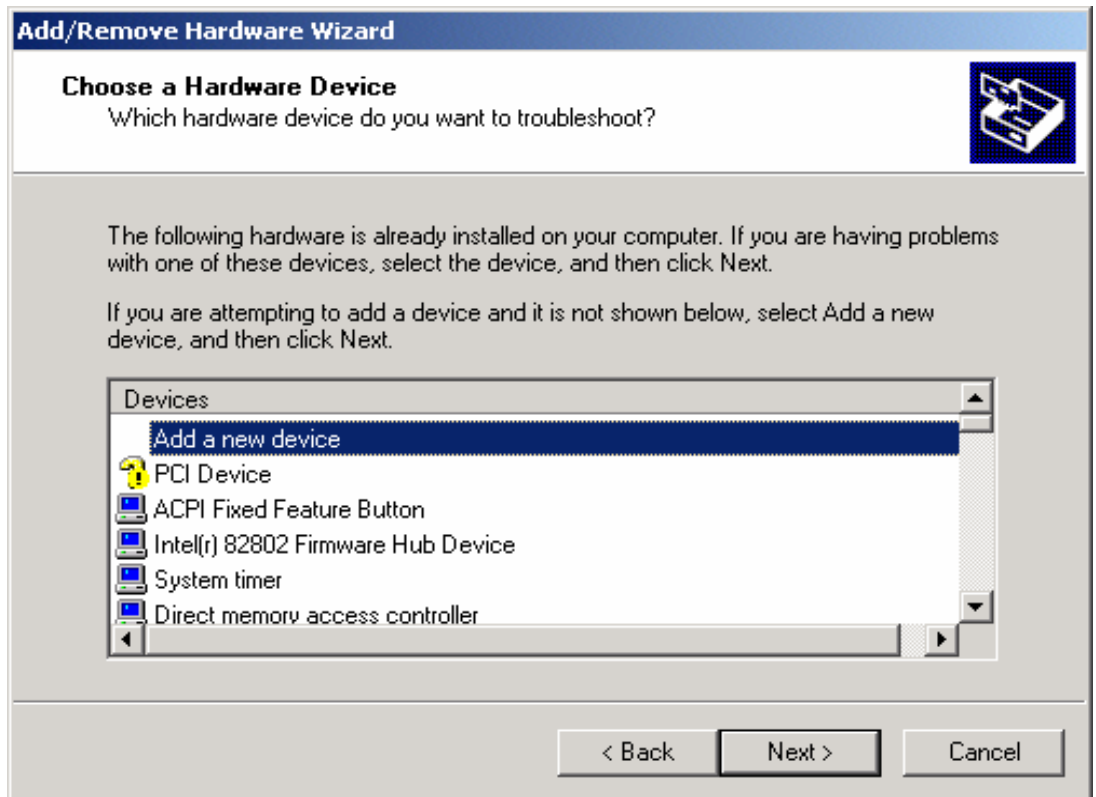 Add/Remove Hardware Wizard
Choose a Hardware Device
Which hardware device do you want to troubleshoot?
The following hardware is already installed on your computer. If you are having problems
with one of these devices, select the device, and then click Next.
If you are attempting to add a device and it is not shown below, select Add a new
device, and then click Next.
Devices
Add a new device
PCI Device
ACPI Fixed Feature Button
Intel(r) 82802 Firmware Hub Device
System timer
Direct memory access controller
< Back Next > Cancel